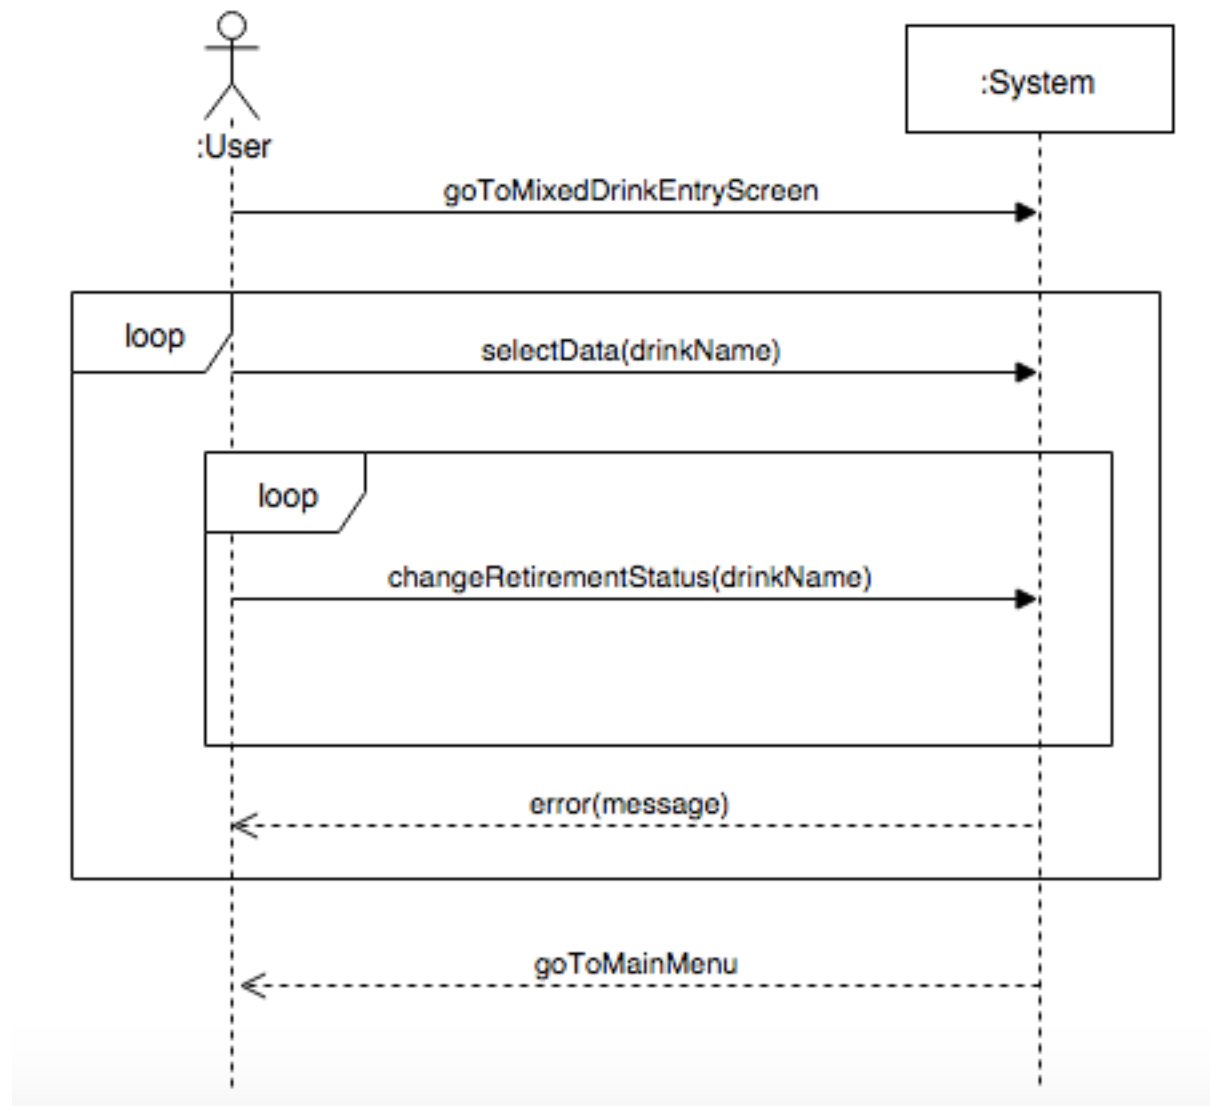 :System
:User
goToMixedDrinkEntryScreen
loop
selectData(drinkName)
loop
changeRetirementStatus(drinkName)
error(message)
goToMainMenu